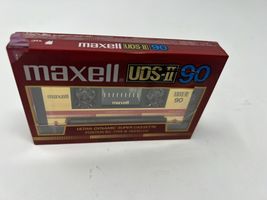 maxell UDS-II 90
maxell UDS-II 90
maxell
UDS-II
90
ULTRA DYNAMIC SUPER CASSETTE